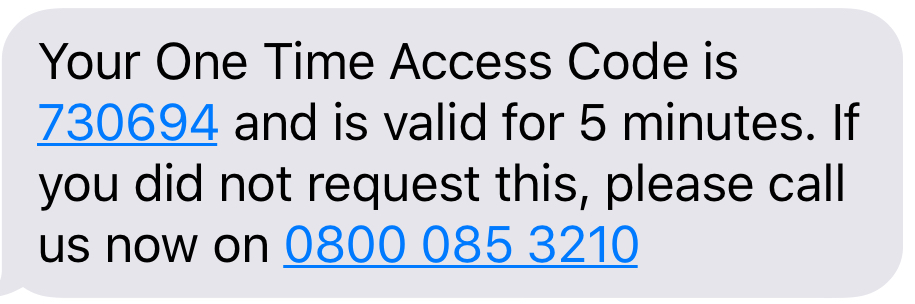 Your One Time Access Code is
730694 and is valid for 5 minutes. If
you did not request this, please call
us now on 0800 085 3210